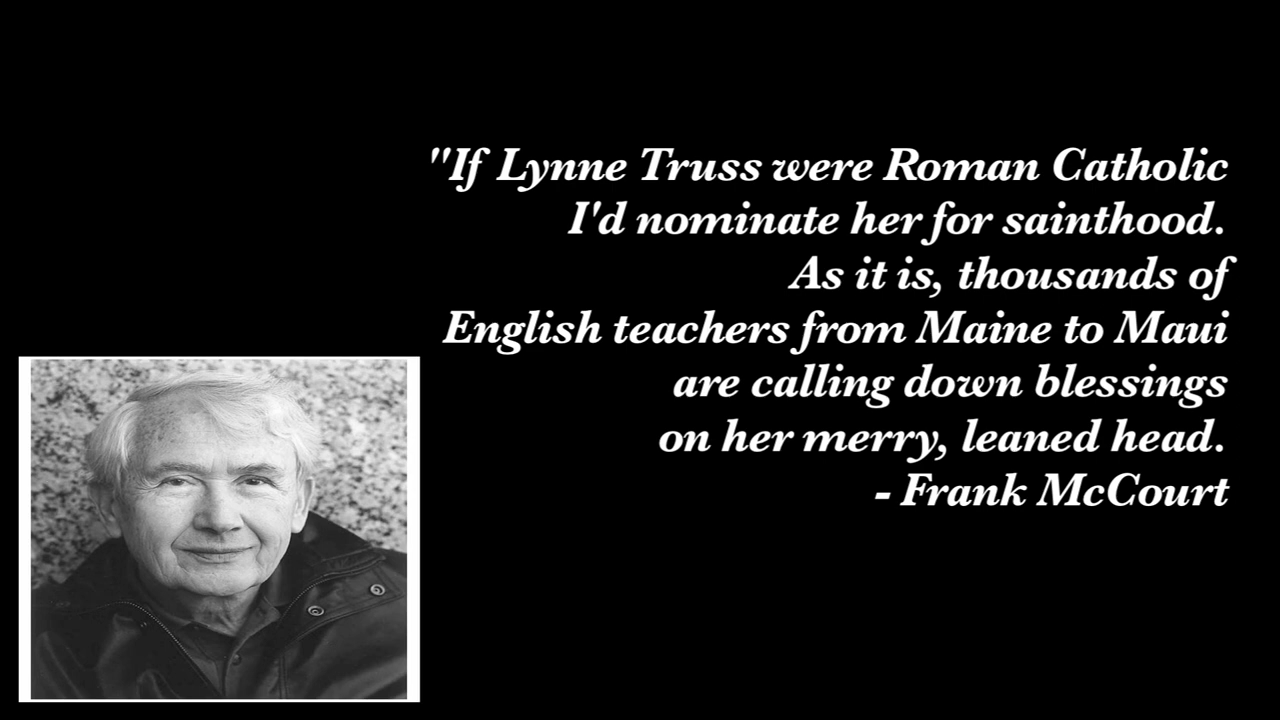 "If Lynne Truss were Roman Catholic
I'd nominate her for sainthood.
As it is, thousands of
English teachers from Maine to Maui
are calling down blessings
on her merry, leaned head.
- Frank McCourt